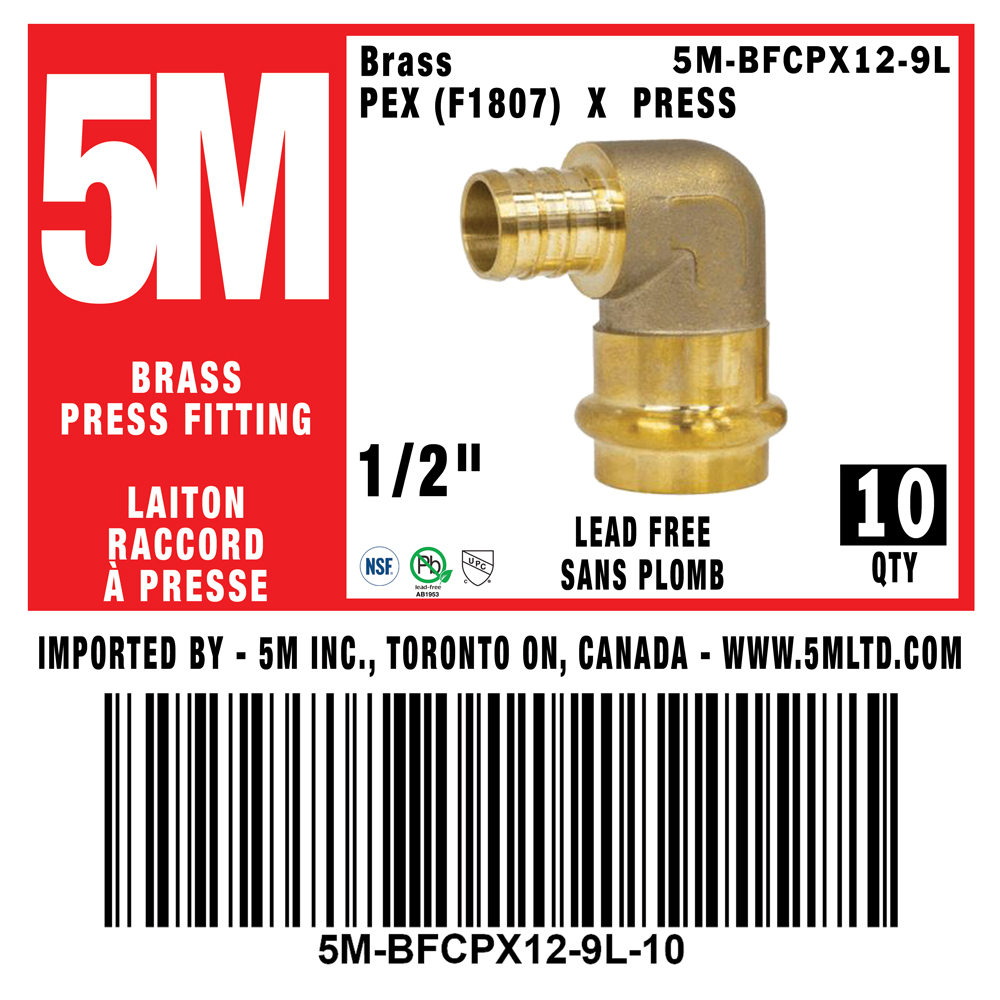 5M
BRASS
PRESS FITTING
LAITON
RACCORD
À PRESSE
Brass 5M-BFCPX12-9L
PEX (F1807) X PRESS
1/2"
NSF
Pb
lead-free
AB1953
UPC
C ®
LEAD FREE
SANS PLOMB
10
QTY
IMPORTED BY - 5M INC., TORONTO ON, CANADA - WWW.5MLTD.COM
5M-BFCPX12-9L-10